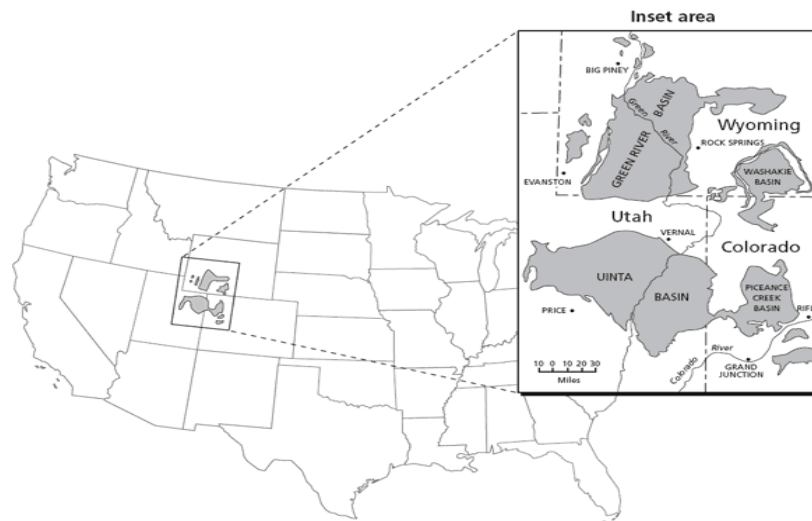 Inset area
BIG PINEY
Green
River
BASIN
GREEN RIVER
Wyoming
ROCK SPRINGS
EVANSTON
WASHAKIE
BASIN
Utah
VERNAL
Colorado
UINTA
BASIN
PICEANCE
CREEK
BASIN
PRICE
RIFL
River
Colorado
GRAND
JUNCTION
10 0 10 20 30
Miles